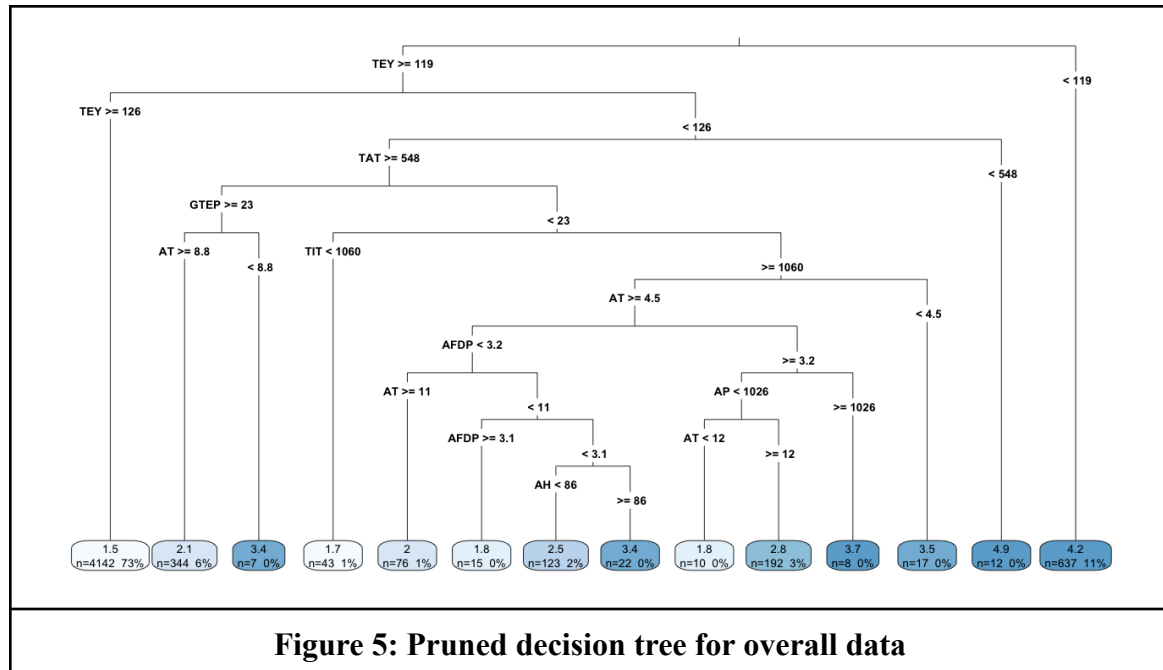 TEY >= 119
< 119
TEY >= 126
< 126
TAT >= 548
< 548
GTEP >= 23
< 23
AT >= 8.8
< 8.8
TIT < 1060
>= 1060
AT >= 4.5
< 4.5
AFDP < 3.2
>= 3.2
AT >= 11
< 11
AP < 1026
>= 1026
AFDP >= 3.1
< 3.1
AT < 12
>= 12
AH < 86
>= 86
1.5
n=4142 73%
2.1
n=344 6%
3.4
n=7 0%
1.7
n=43 1%
2
n=76 1%
1.8
n=15 0%
2.5
n=123 2%
3.4
n=22 0%
1.8
n=10 0%
2.8
n=192 3%
3.7
n=8 0%
3.5
n=17 0%
4.9
n=12 0%
4.2
n=637 11%
Figure 5: Pruned decision tree for overall data